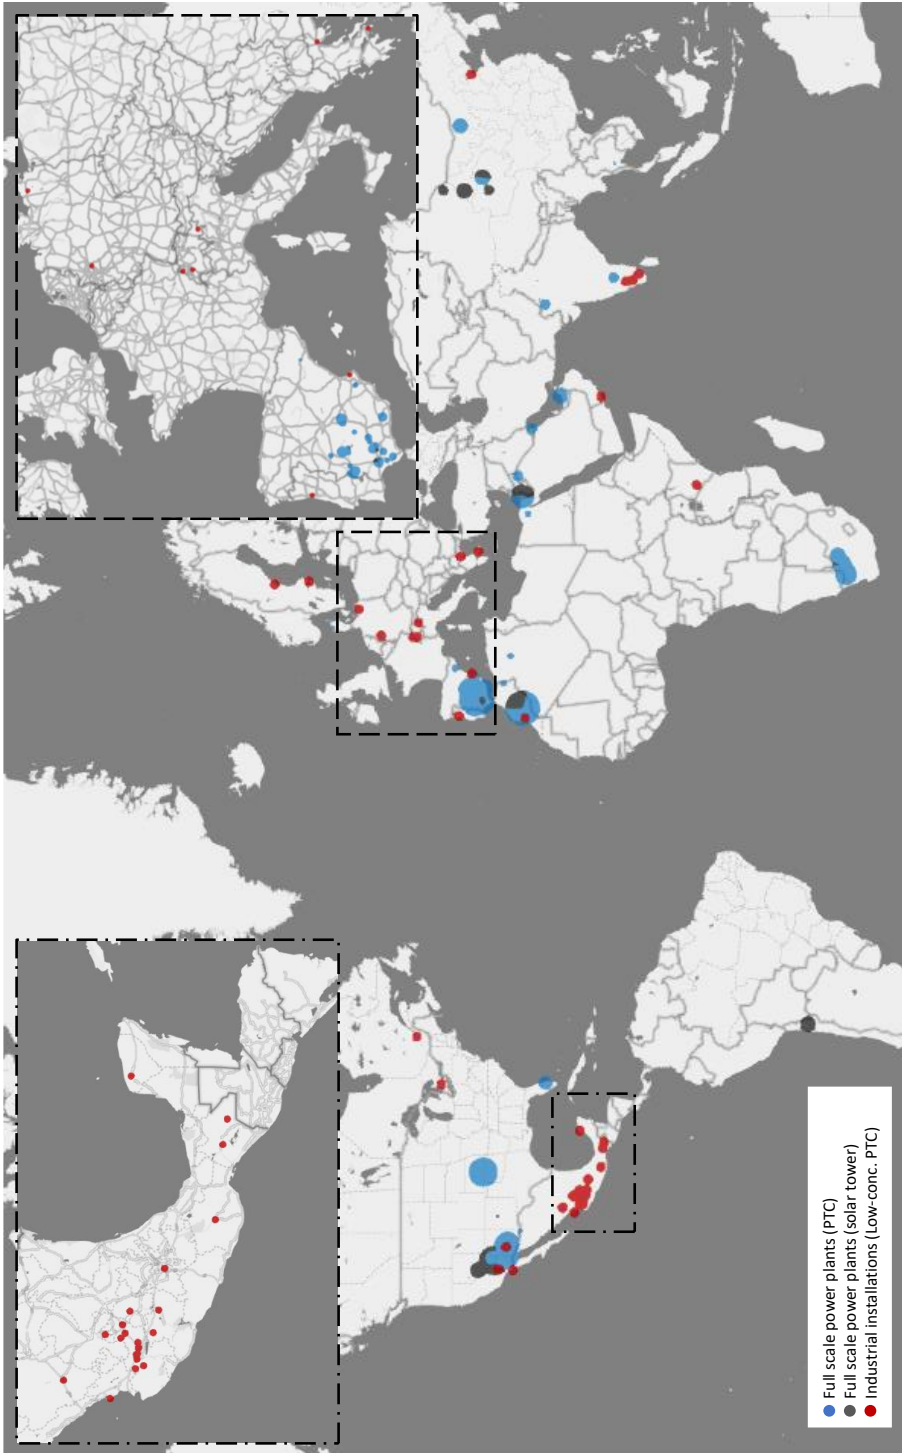 Full scale power plants (PTC)
Full scale power plants (solar tower)
Industrial installations (Low-conc. PTC)